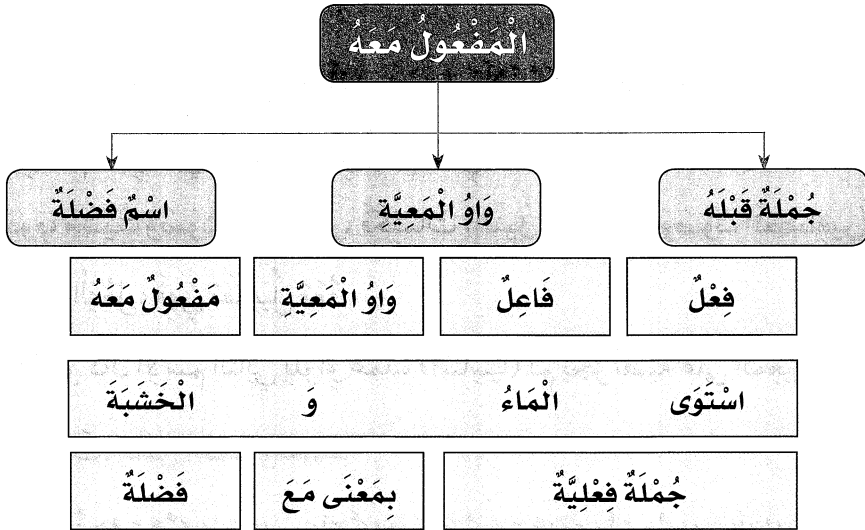 الْمَفْعُولُ مَعَهُ
جُمْلَةٌ قَبْلَهُ وَاوُ الْمَعِيَّةِ اسْمٌ فَضْلَةٌ
فِعْلٌ فَاعِلٌ وَاوُ الْمَعِيَّةِ مَفْعُولٌ مَعَهُ
اسْتَوَى الْمَاءُ وَ الْخَشَبَةَ
جُمْلَةٌ فِعْلِيَّةٌ بِمَعْنَى مَعَ فَضْلَةٌ